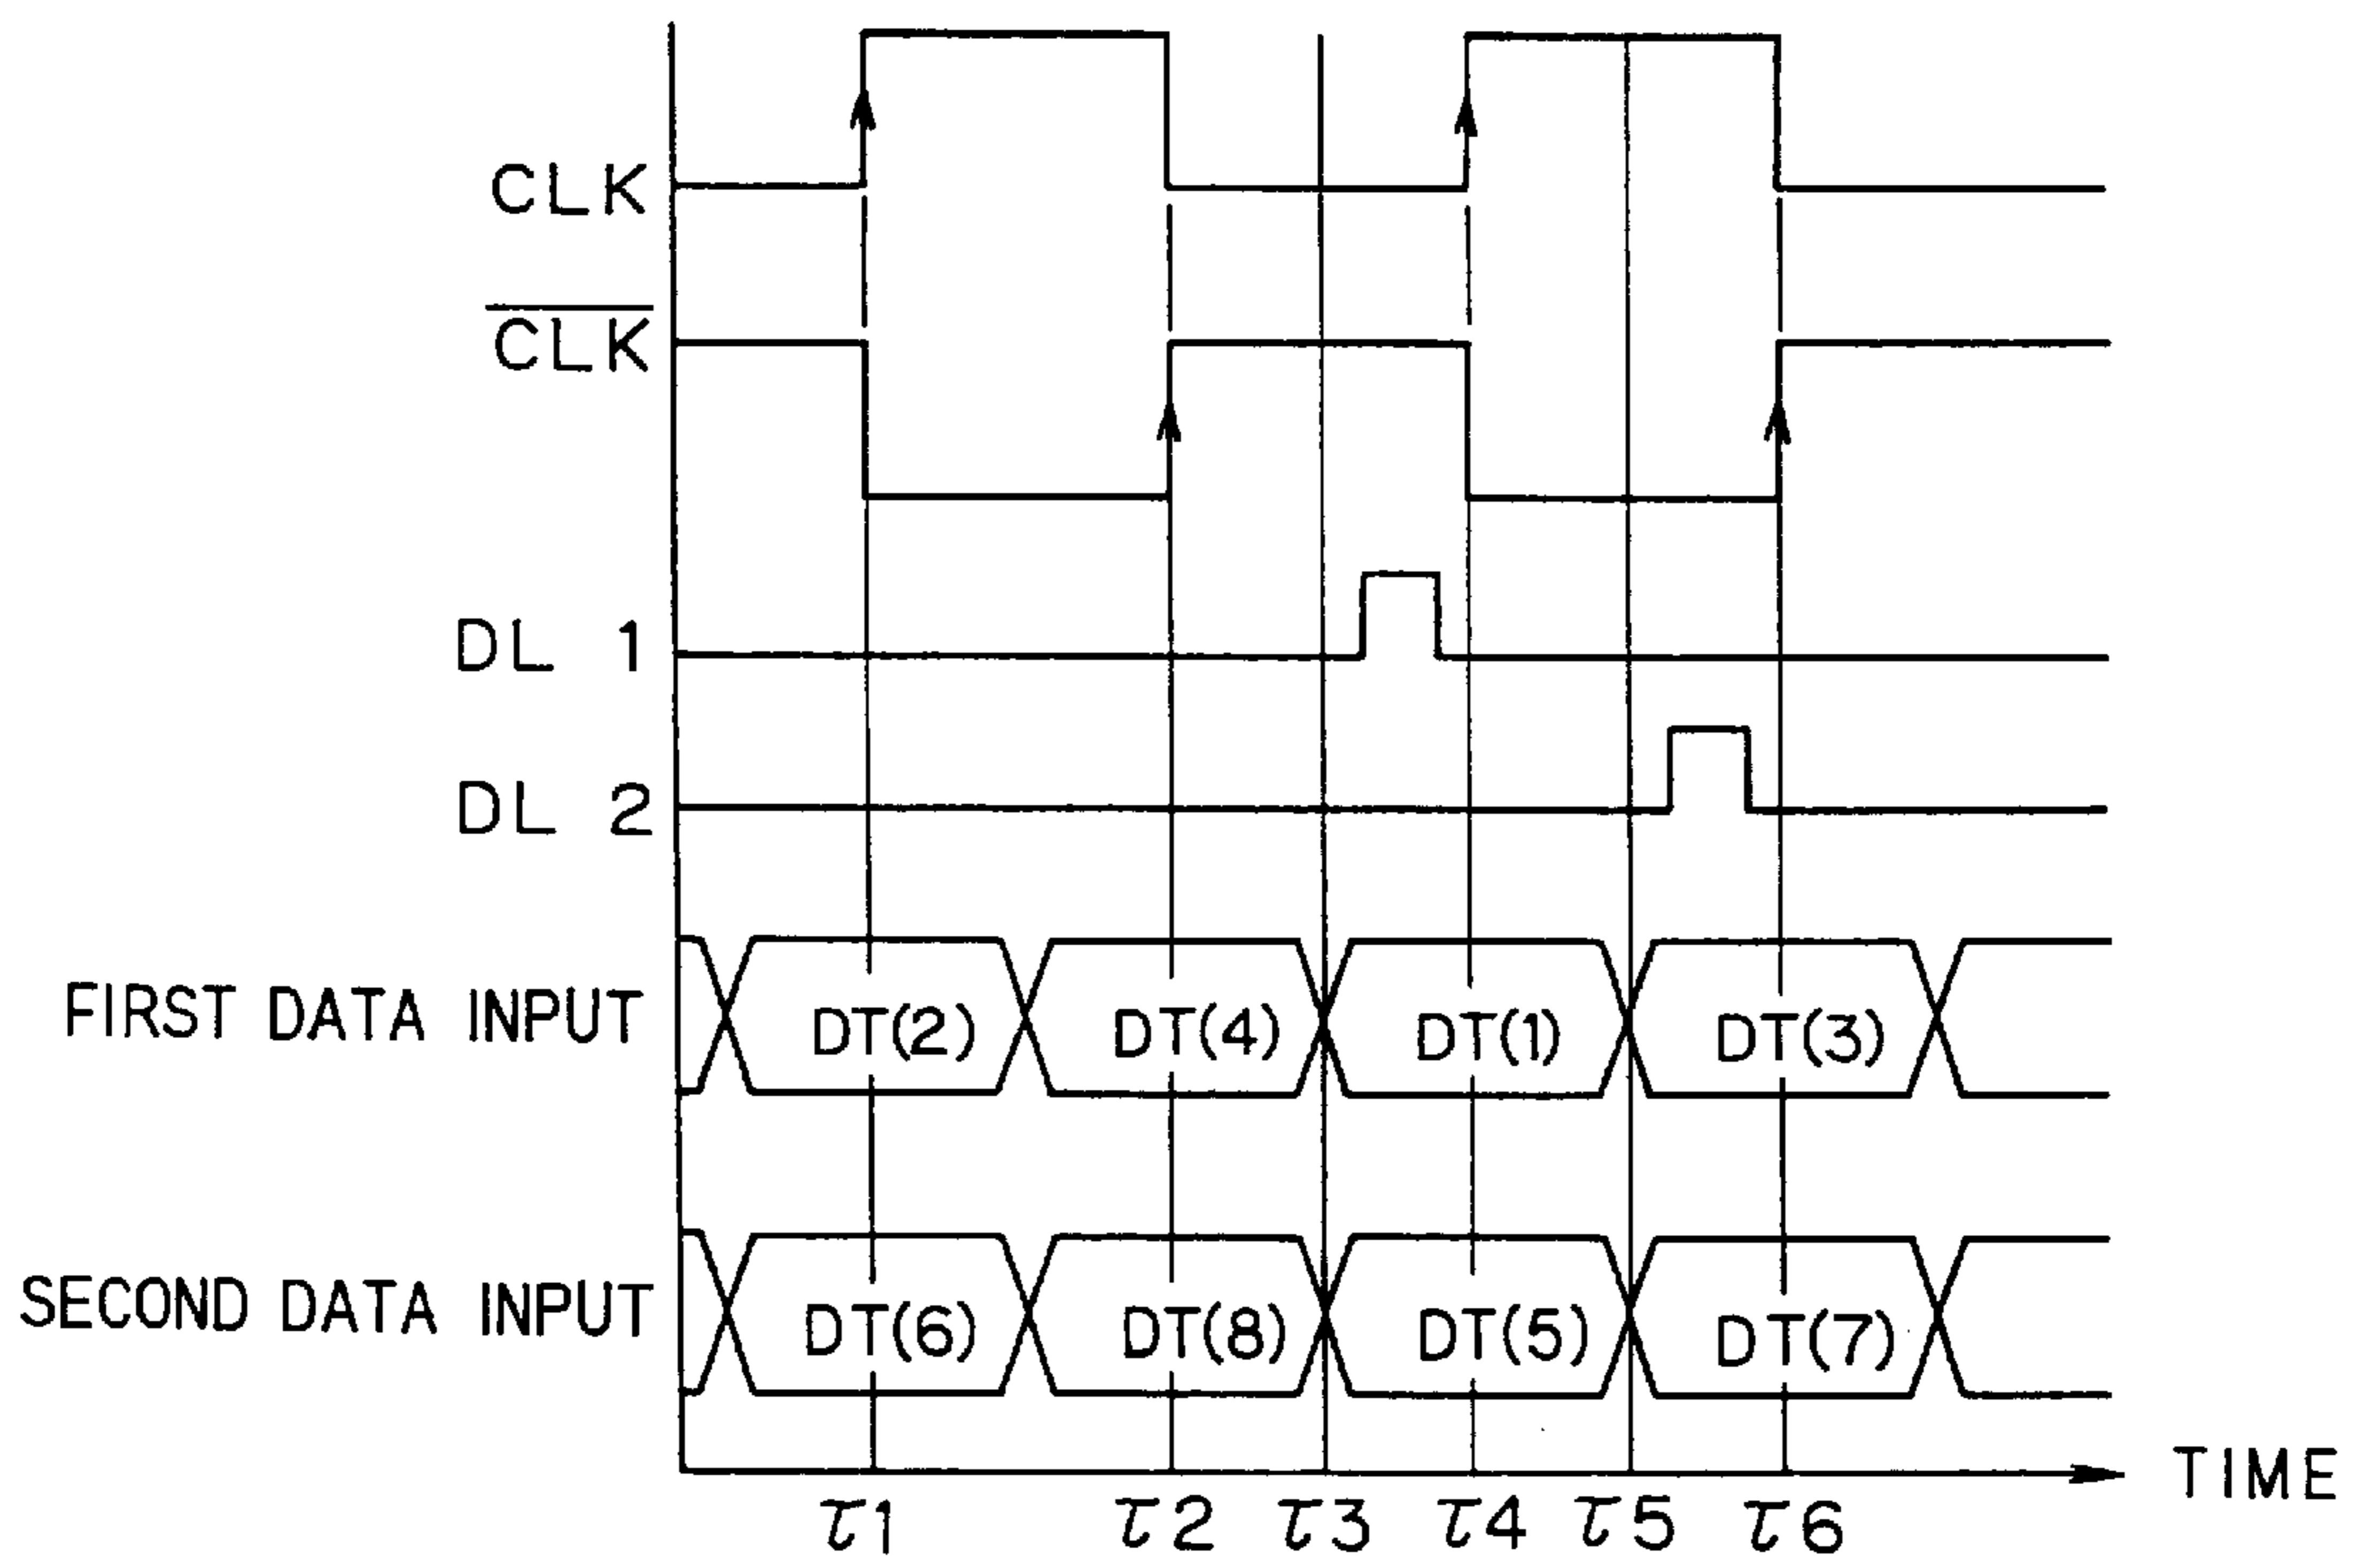 CLK
C̅L̅K̅
DL 1
DL 2
FIRST DATA INPUT DT(2) DT(4) DT(1) DT(3)
SECOND DATA INPUT DT(6) DT(8) DT(5) DT(7)
TIME
τ1 τ2 τ3 τ4 τ5 τ6